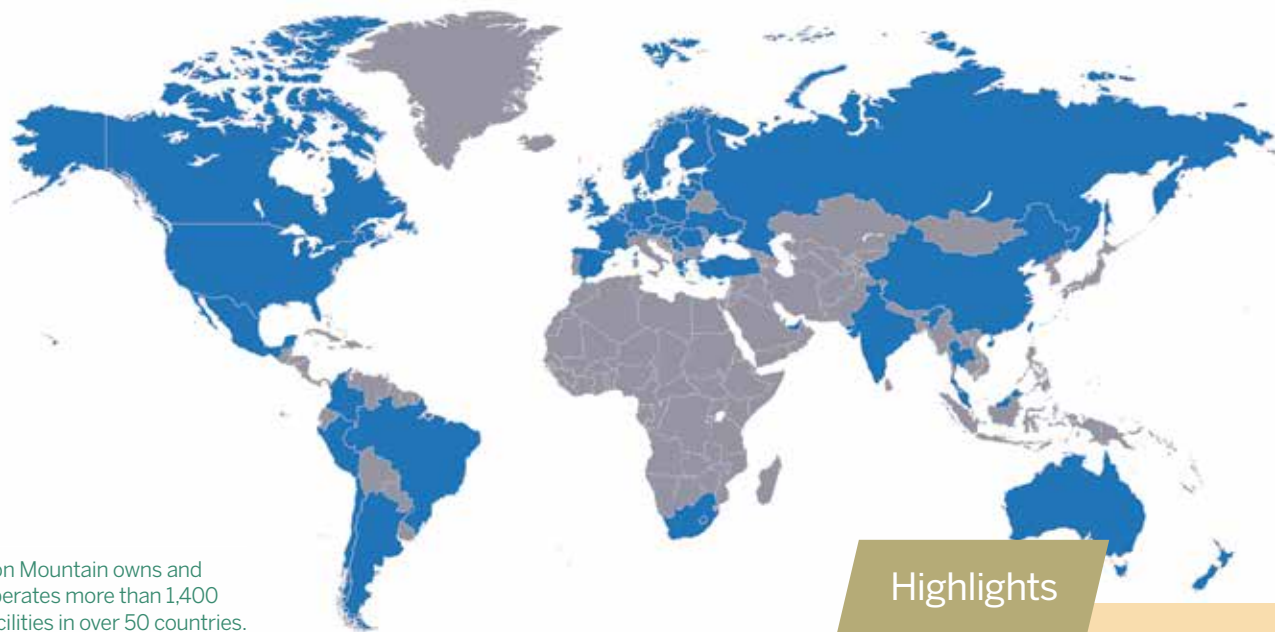 on Mountain owns and
perates more than 1,400
cilities in over 50 countries.
Highlights